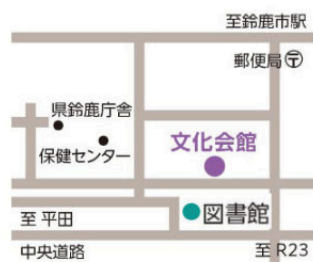 至鈴鹿市駅
郵便局〒
県鈴鹿庁舎
保健センター
文化会館
図書館
至 平田
中央道路
至 R23